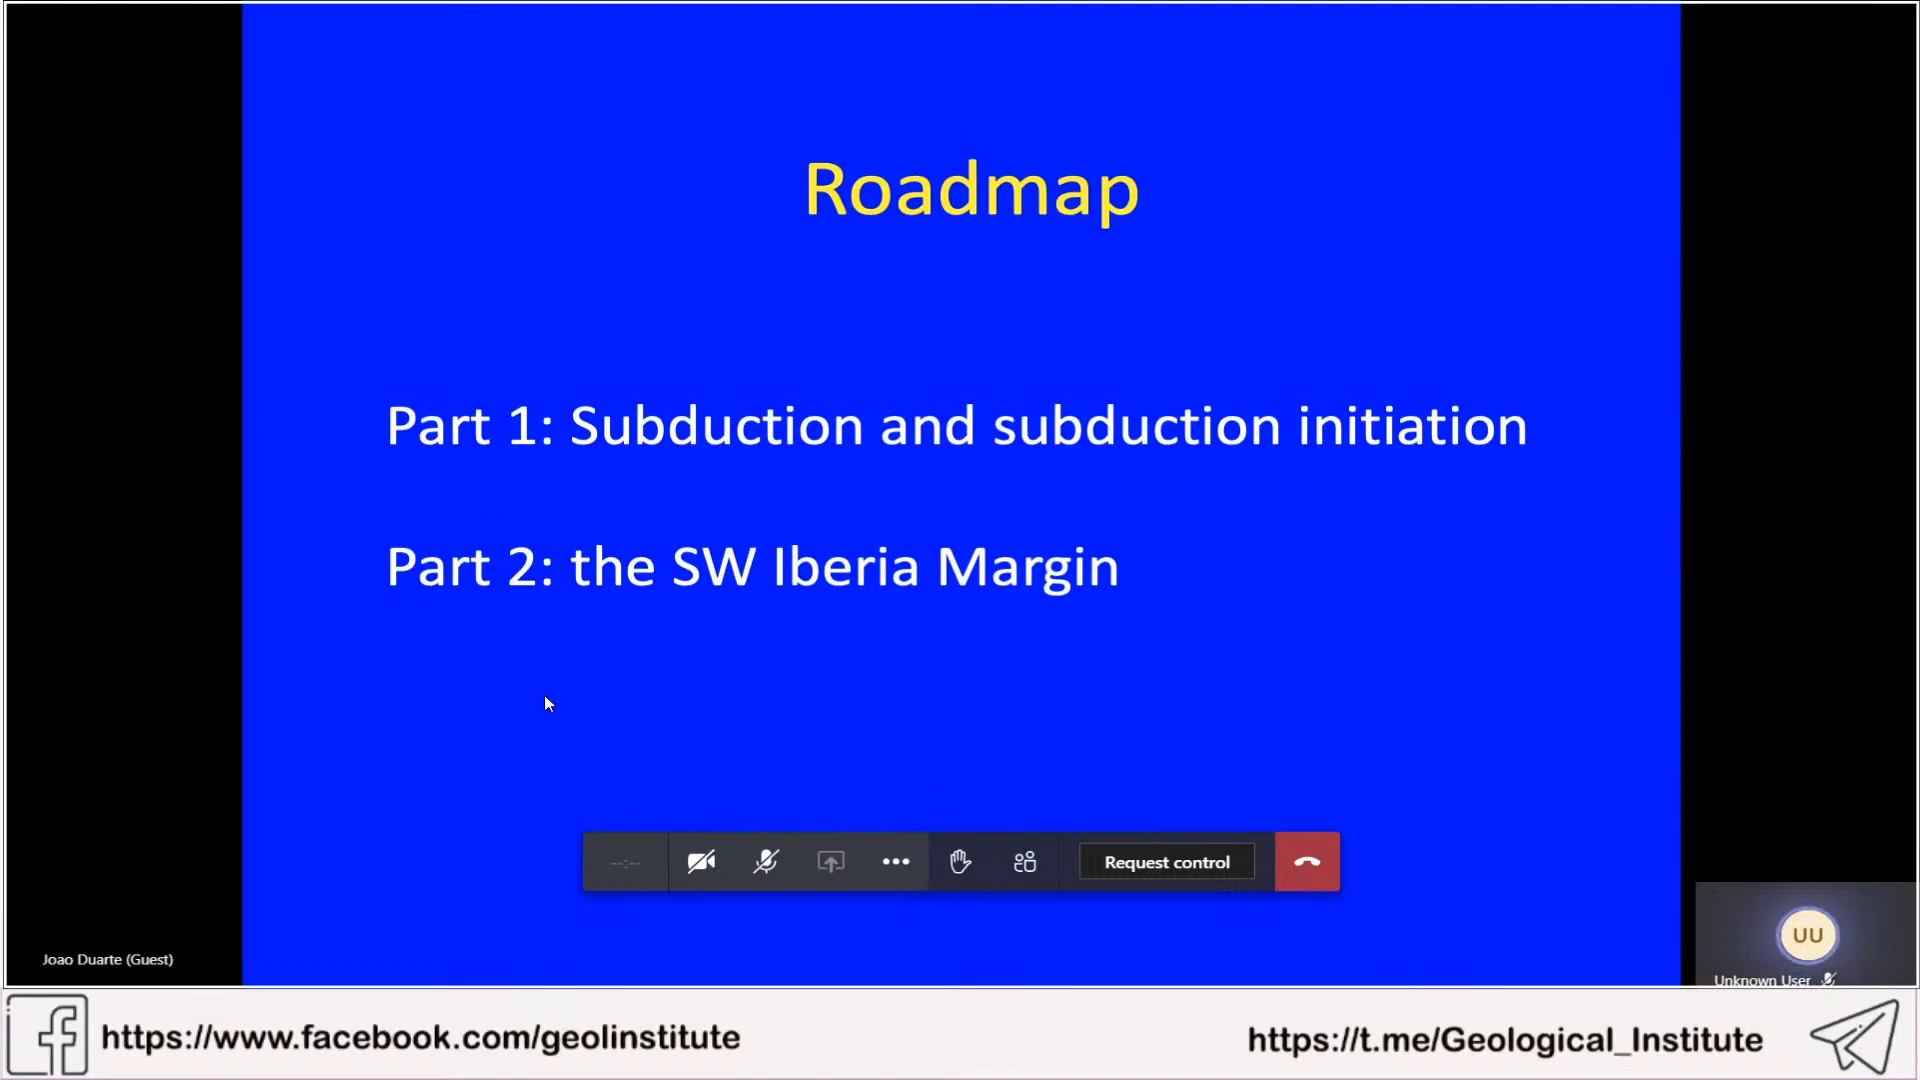 Roadmap
Part 1: Subduction and subduction initiation
Part 2: the SW Iberia Margin
--:--
Request control
Joao Duarte (Guest)
UU
Unknown User
https://www.facebook.com/geolinstitute
https://t.me/Geological_Institute